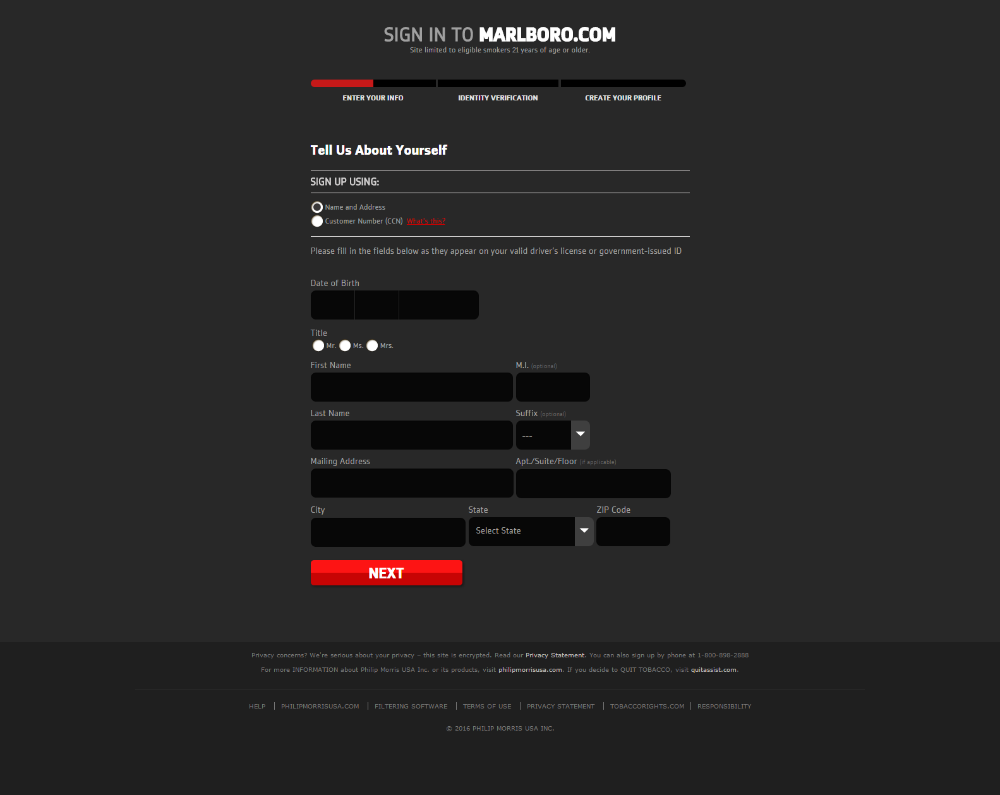 SIGN IN TO MARLBORO.COM
Site limited to eligible smokers 21 years of age or older.
ENTER YOUR INFO IDENTITY VERIFICATION CREATE YOUR PROFILE
Tell Us About Yourself
SIGN UP USING:
Name and Address
Customer Number (CCN) What's this?
Please fill in the fields below as they appear on your valid driver's license or government-issued ID
Date of Birth
Title
Mr. Ms. Mrs.
First Name M.I. (optional)
Last Name Suffix (optional)
---
Mailing Address Apt./Suite/Floor (if applicable)
City State ZIP Code
Select State
NEXT
Privacy concerns? We're serious about your privacy – this site is encrypted. Read our Privacy Statement. You can also sign up by phone at 1-800-898-2888
For more INFORMATION about Philip Morris USA Inc. or its products, visit philipmorrisusa.com. If you decide to QUIT TOBACCO, visit quitassist.com.
HELP | PHILIPMORRISUSA.COM | FILTERING SOFTWARE | TERMS OF USE | PRIVACY STATEMENT | TOBACCORIGHTS.COM | RESPONSIBILITY
© 2016 PHILIP MORRIS USA INC.